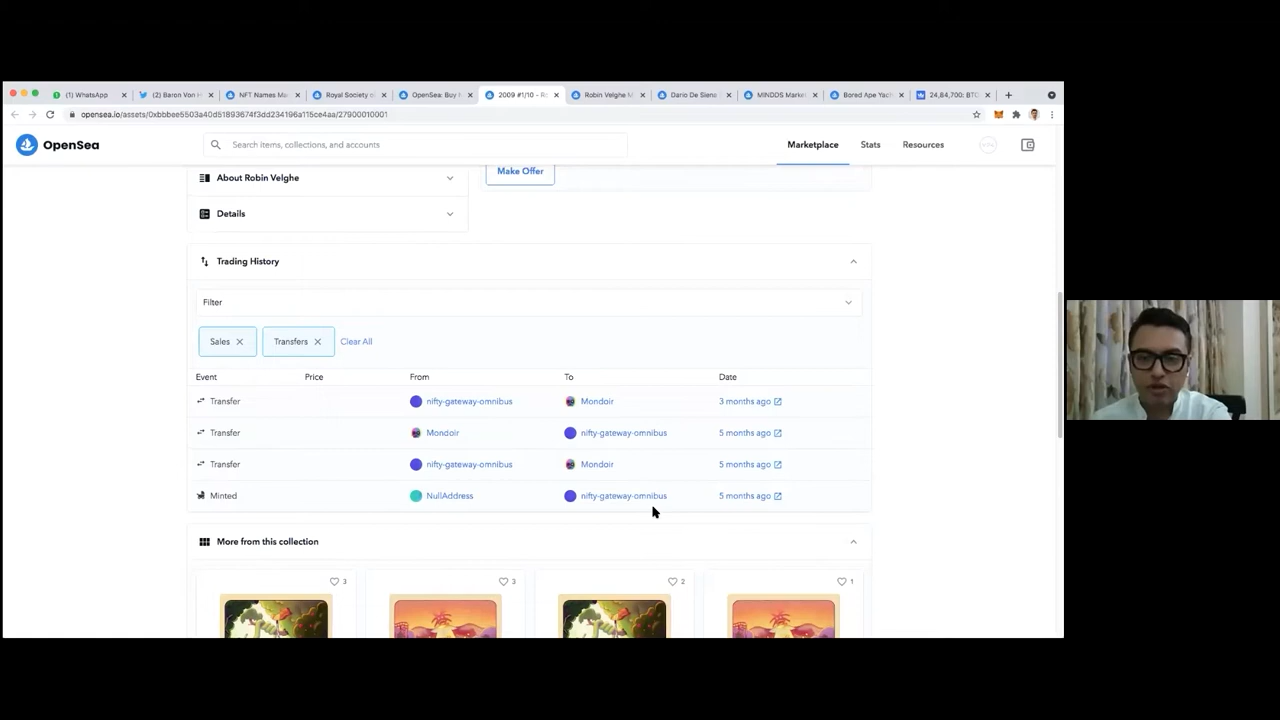 (1) WhatsApp
(2) Baron Von H
NFT Names Ma
Royal Society o
OpenSea: Buy
2009 #1/10 – R
Robin Velghe M
Dario De Siena
MINDDS Market
Bored Ape Yach
24,84,700: BTC
opensea.io/assets/0xbbbee5503a40d51893674f3dd234196a115ce4aa/27900010001
OpenSea
Search items, collections, and accounts
Marketplace
Stats
Resources
About Robin Velghe
Make Offer
Details
Trading History
Filter
Sales
Transfers
Clear All
Event Price From To Date
Transfer nifty-gateway-omnibus Mondoir 3 months ago
Transfer Mondoir nifty-gateway-omnibus 5 months ago
Transfer nifty-gateway-omnibus Mondoir 5 months ago
Minted NullAddress nifty-gateway-omnibus 5 months ago
More from this collection
3
3
2
1